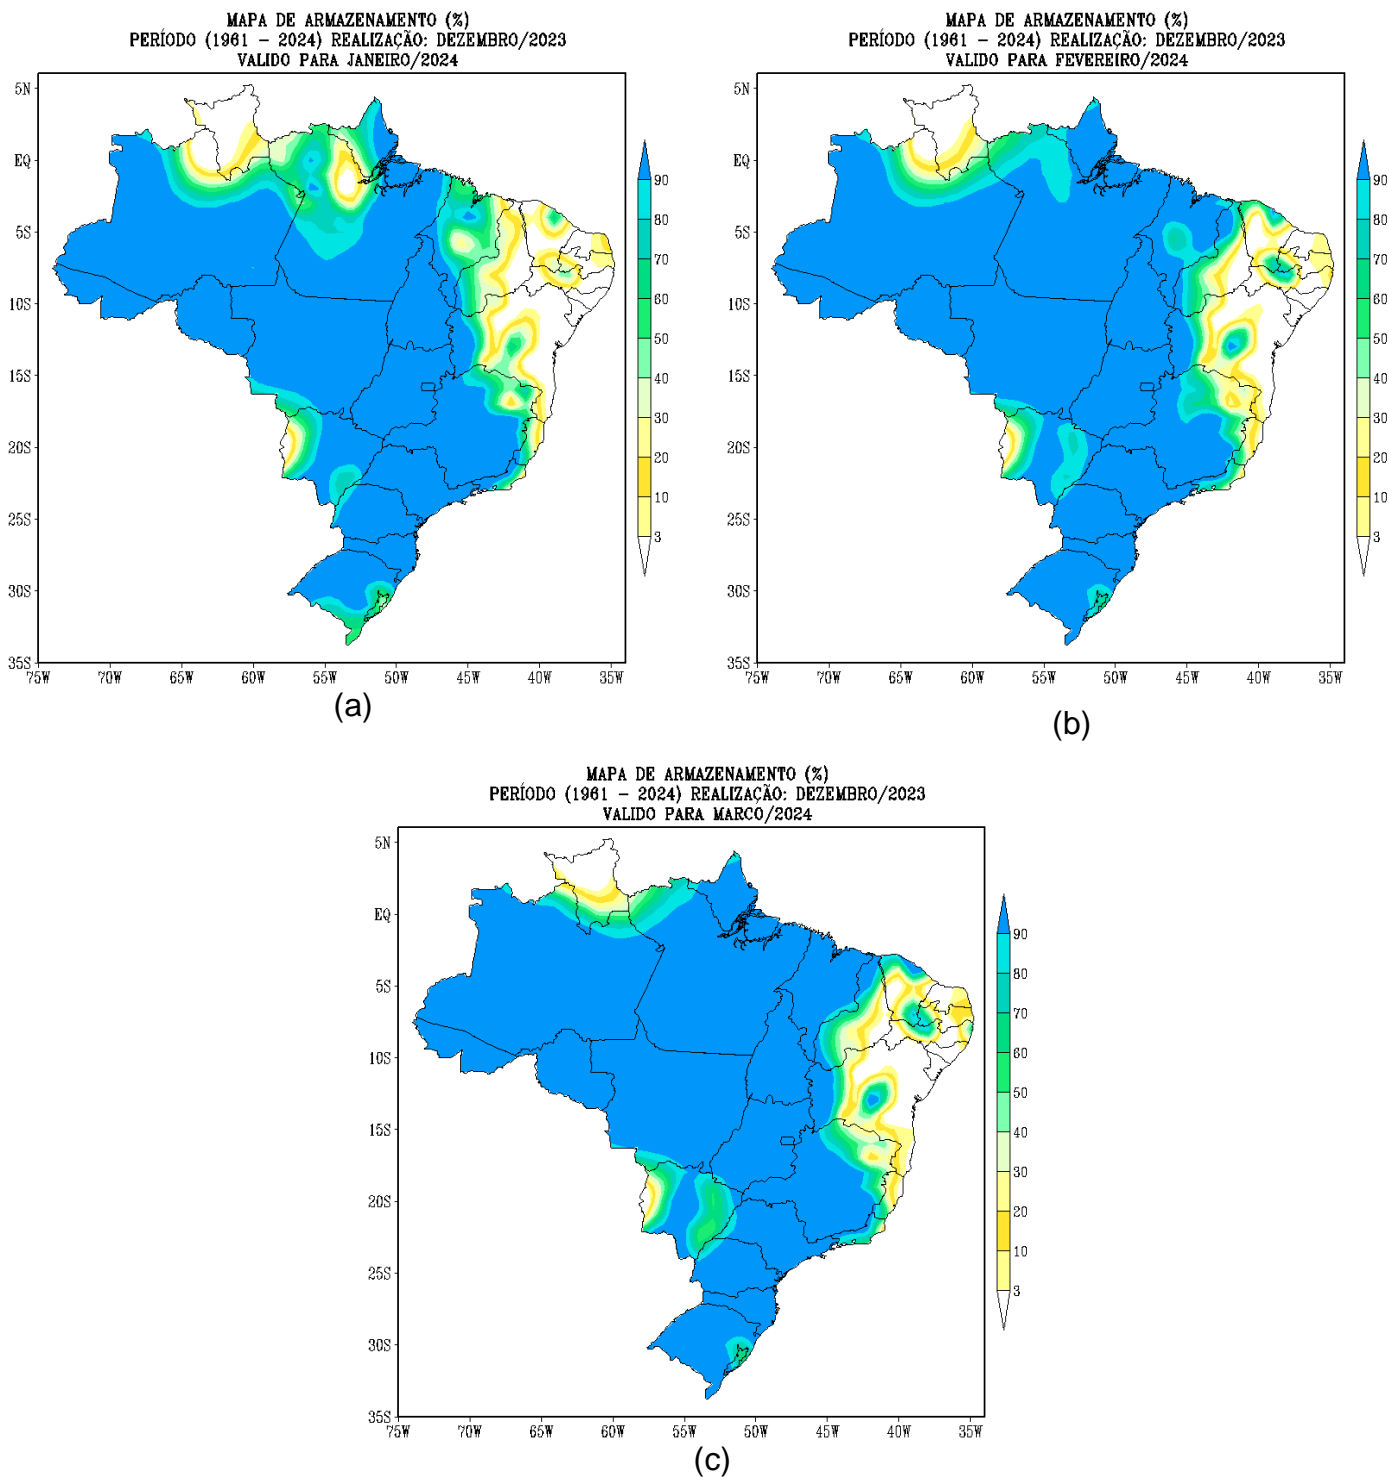 MAPA DE ARMAZENAMENTO (%)
PERÍODO (1961 - 2024) REALIZAÇÃO: DEZEMBRO/2023
VALIDO PARA JANEIRO/2024
5N
EQ
5S
10S
15S
20S
25S
30S
35S
75W 70W 65W 60W 55W 50W 45W 40W 35W
90
80
70
60
50
40
30
20
10
3
(a)
MAPA DE ARMAZENAMENTO (%)
PERÍODO (1961 - 2024) REALIZAÇÃO: DEZEMBRO/2023
VALIDO PARA FEVEREIRO/2024
5N
EQ
5S
10S
15S
20S
25S
30S
35S
75W 70W 65W 60W 55W 50W 45W 40W 35W
90
80
70
60
50
40
30
20
10
3
(b)
MAPA DE ARMAZENAMENTO (%)
PERÍODO (1961 - 2024) REALIZAÇÃO: DEZEMBRO/2023
VALIDO PARA MARCO/2024
5N
EQ
5S
10S
15S
20S
25S
30S
35S
75W 70W 65W 60W 55W 50W 45W 40W 35W
90
80
70
60
50
40
30
20
10
3
(c)